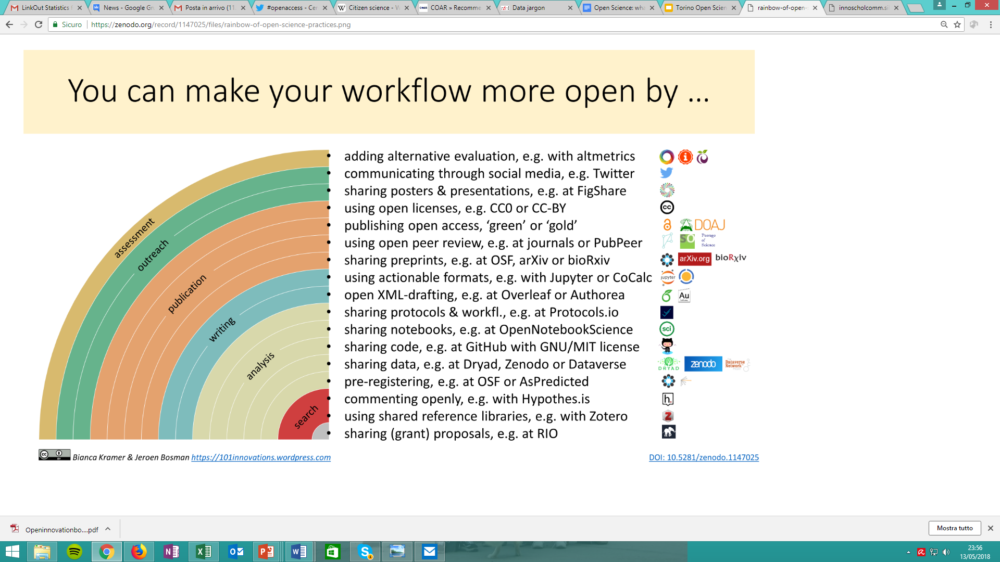 LinkOut Statistics
News - Google Gr
Posta in arrivo (11
#openaccess - Cer
Citizen science - W
COAR » Recomme
Data jargon
Open Science: wha
Torino Open Scien
rainbow-of-open-
innoscholcomm.si
Sicuro
https://zenodo.org/record/1147025/files/rainbow-of-open-science-practices.png
You can make your workflow more open by ...
• adding alternative evaluation, e.g. with altmetrics
• communicating through social media, e.g. Twitter
• sharing posters & presentations, e.g. at FigShare
• using open licenses, e.g. CC0 or CC-BY
cc
• publishing open access, ‘green’ or ‘gold’
DOAJ
• using open peer review, e.g. at journals or PubPeer
SO
Peerage of Science
• sharing preprints, e.g. at OSF, arXiv or bioRxiv
arXiv.org
bioRχiv
• using actionable formats, e.g. with Jupyter or CoCalc
jupyter
• open XML-drafting, e.g. at Overleaf or Authorea
Au
• sharing protocols & workfl., e.g. at Protocols.io
• sharing notebooks, e.g. at OpenNotebookScience
sci
• sharing code, e.g. at GitHub with GNU/MIT license
• sharing data, e.g. at Dryad, Zenodo or Dataverse
DRYAD
zenodo
Dataverse Network
• pre-registering, e.g. at OSF or AsPredicted
• commenting openly, e.g. with Hypothes.is
h.
• using shared reference libraries, e.g. with Zotero
Z
• sharing (grant) proposals, e.g. at RIO
assessment
outreach
publication
writing
analysis
search
cc BY
Bianca Kramer & Jeroen Bosman https://101innovations.wordpress.com
DOI: 10.5281/zenodo.1147025
Openinnovationbo....pdf
Mostra tutto
23:56
13/05/2018